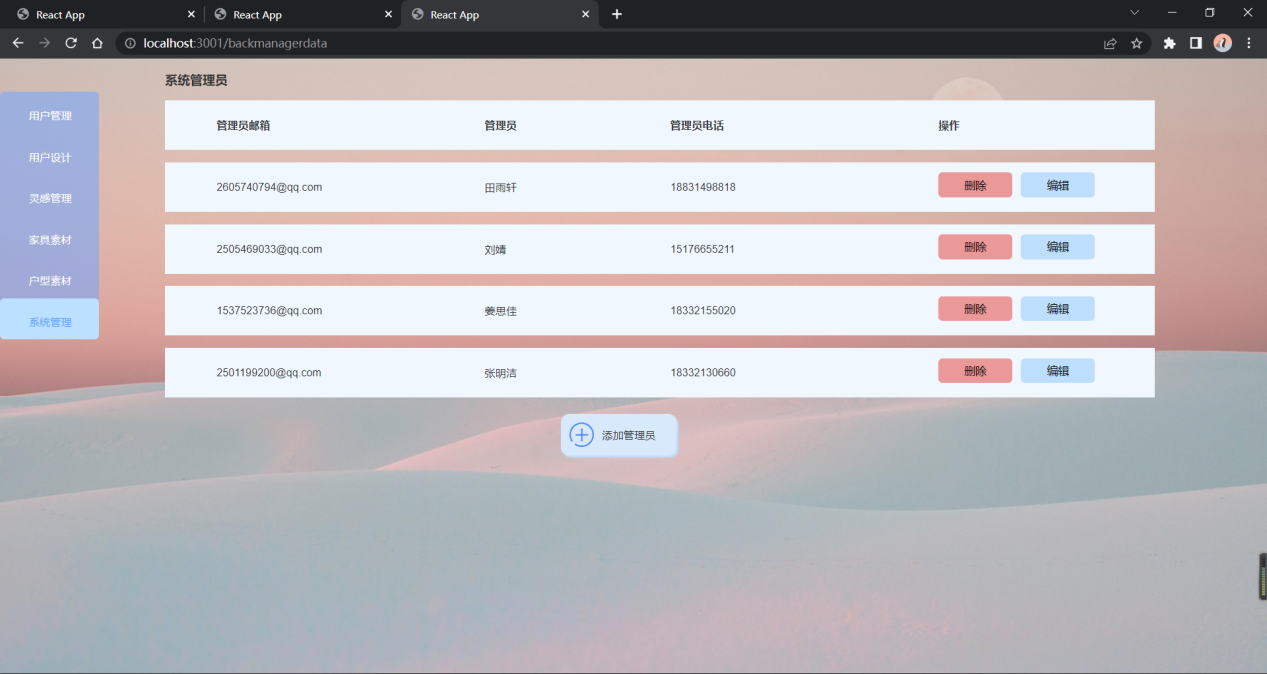 React App
React App
React App
localhost:3001/backmanagerdata
系统管理员
用户管理
用户设计
灵感管理
家具素材
户型素材
系统管理
管理员邮箱 管理员 管理员电话 操作
2605740794@qq.com 田雨轩 18831498818 删除 编辑
2505469033@qq.com 刘婧 15176655211 删除 编辑
1537523736@qq.com 姜思佳 18332155020 删除 编辑
2501199200@qq.com 张明洁 18332130660 删除 编辑
添加管理员